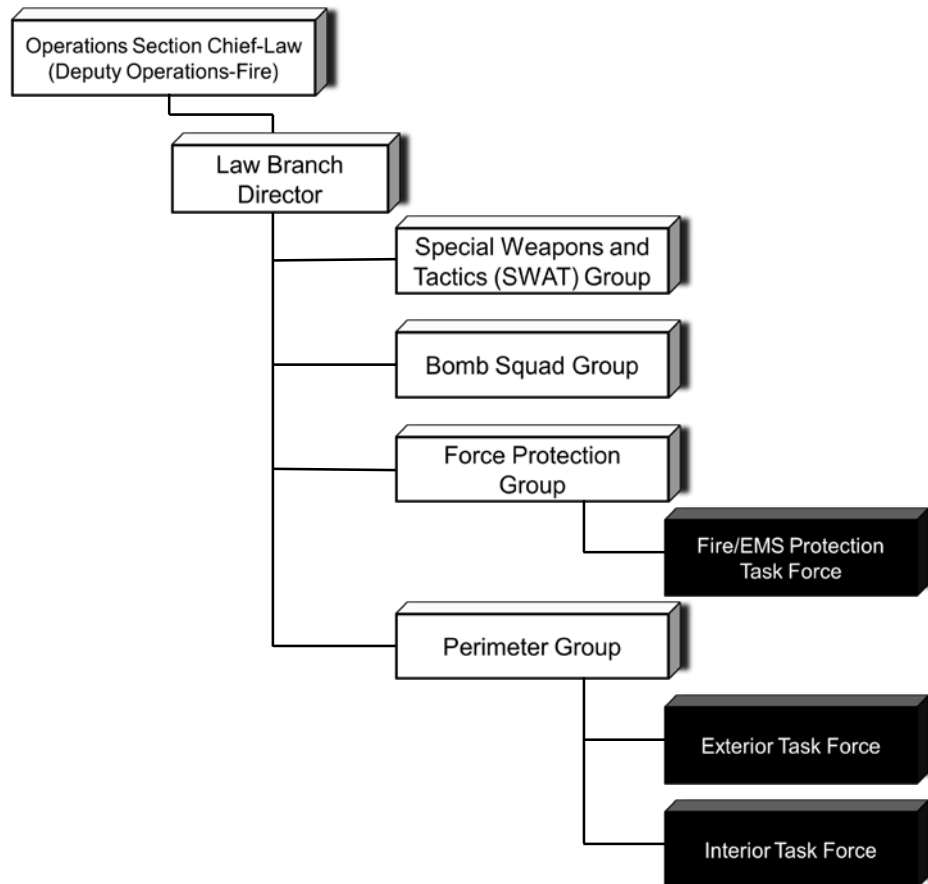 Operations Section Chief-Law
(Deputy Operations-Fire)
Law Branch
Director
Special Weapons and
Tactics (SWAT) Group
Bomb Squad Group
Force Protection
Group
Fire/EMS Protection
Task Force
Perimeter Group
Exterior Task Force
Interior Task Force